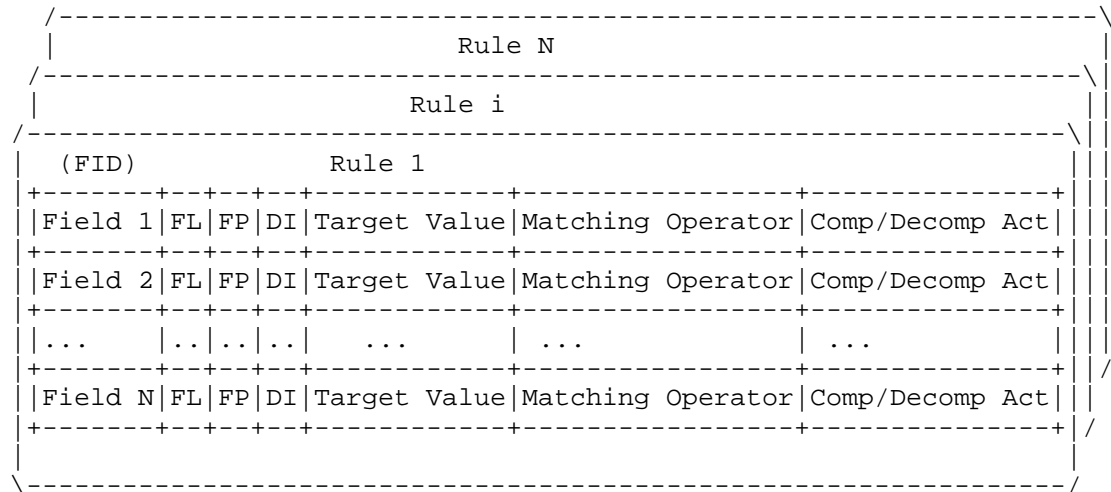 /-----------------------------------------------------------------\
  |                         Rule N                                  |
 /-----------------------------------------------------------------\|
 |                       Rule i                                    ||
/-----------------------------------------------------------------\||
|  (FID)            Rule 1                                        |||
|+-------+--+--+--+------------+-----------------+---------------+|||
||Field 1|FL|FP|DI|Target Value|Matching Operator|Comp/Decomp Act||||
|+-------+--+--+--+------------+-----------------+---------------+|||
||Field 2|FL|FP|DI|Target Value|Matching Operator|Comp/Decomp Act||||
|+-------+--+--+--+------------+-----------------+---------------+|||
||...    |..|..|..|   ...      | ...             | ...           ||||
|+-------+--+--+--+------------+-----------------+---------------+||/
||Field N|FL|FP|DI|Target Value|Matching Operator|Comp/Decomp Act|||
|+-------+--+--+--+------------+-----------------+---------------+|/
|                                                                 |
\-----------------------------------------------------------------/